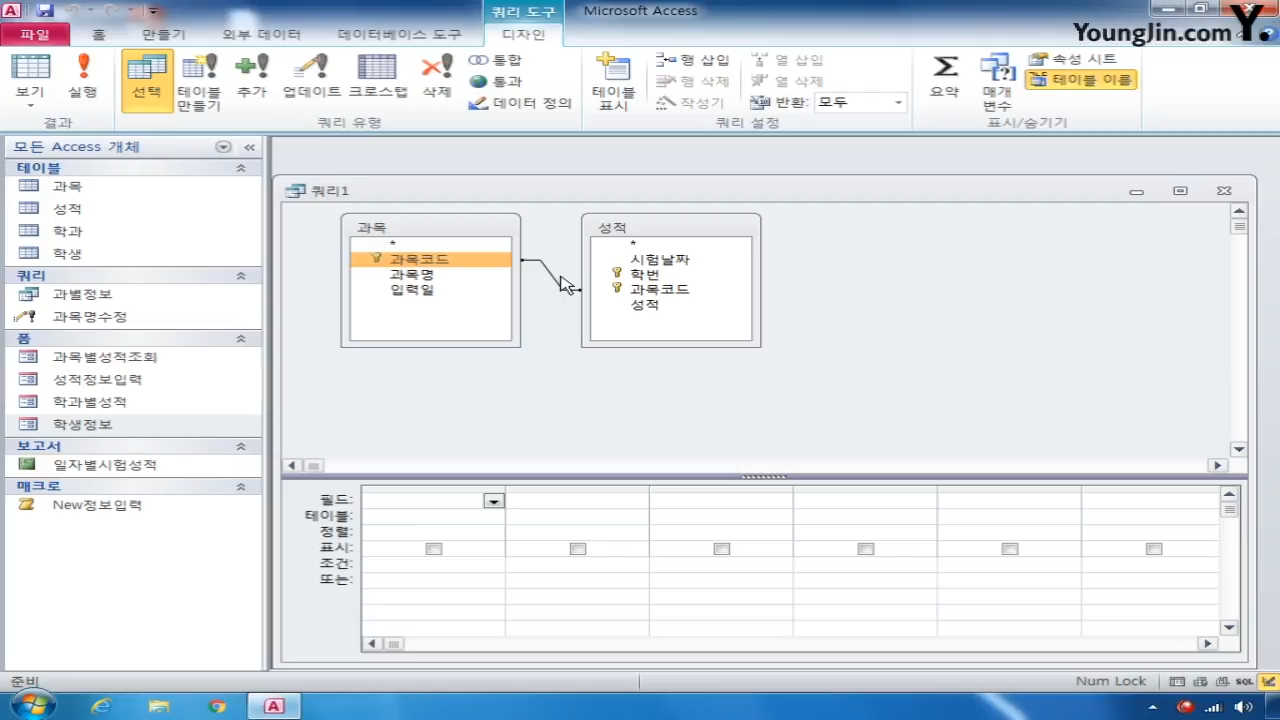 쿼리 도구
Microsoft Access
YoungJin.com Y.
파일
홈
만들기
외부 데이터
데이터베이스 도구
디자인
보기
실행
선택
테이블
만들기
추가
업데이트
크로스탭
삭제
통합
통과
데이터 정의
테이블
표시
행 삽입
행 삭제
작성기
열 삽입
열 삭제
반환: 모두
요약
매개
변수
속성 시트
테이블 이름
결과
쿼리 유형
쿼리 설정
표시/숨기기
모든 Access 개체
테이블
과목
성적
학과
학생
쿼리
과별정보
과목명수정
폼
과목별성적조회
성적정보입력
학과별성적
학생정보
보고서
일자별시험성적
매크로
New정보입력
쿼리1
과목
*
과목코드
과목명
입력일
성적
*
시험날짜
학번
과목코드
성적
필드:
테이블:
정렬:
표시:
조건:
또는:
준비
Num Lock
SQL